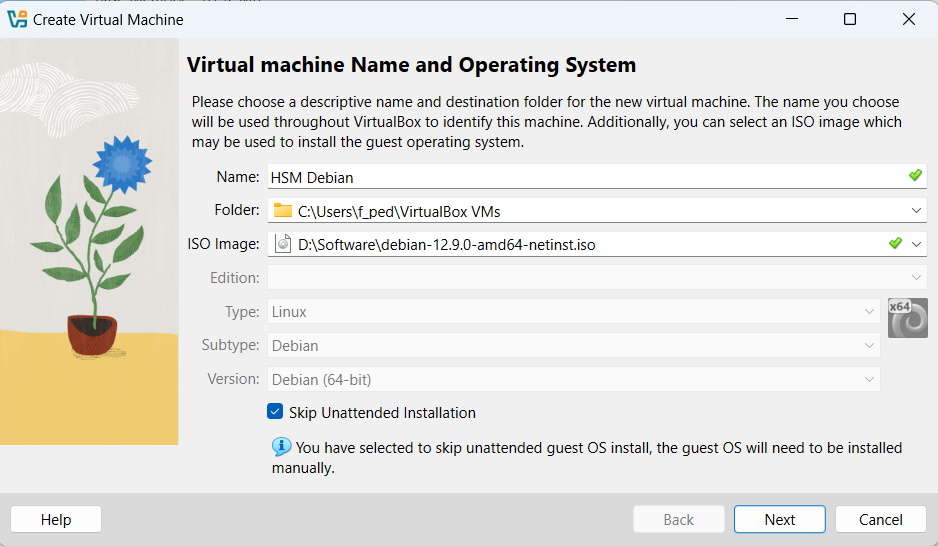 Create Virtual Machine
Virtual machine Name and Operating System
Please choose a descriptive name and destination folder for the new virtual machine. The name you choose
will be used throughout VirtualBox to identify this machine. Additionally, you can select an ISO image which
may be used to install the guest operating system.
Name: HSM Debian
Folder: C:\Users\f_ped\VirtualBox VMs
ISO Image: D:\Software\debian-12.9.0-amd64-netinst.iso
Edition:
Type: Linux
x64
Subtype: Debian
Version: Debian (64-bit)
Skip Unattended Installation
You have selected to skip unattended guest OS install, the guest OS will need to be installed
manually.
Help Back Next Cancel